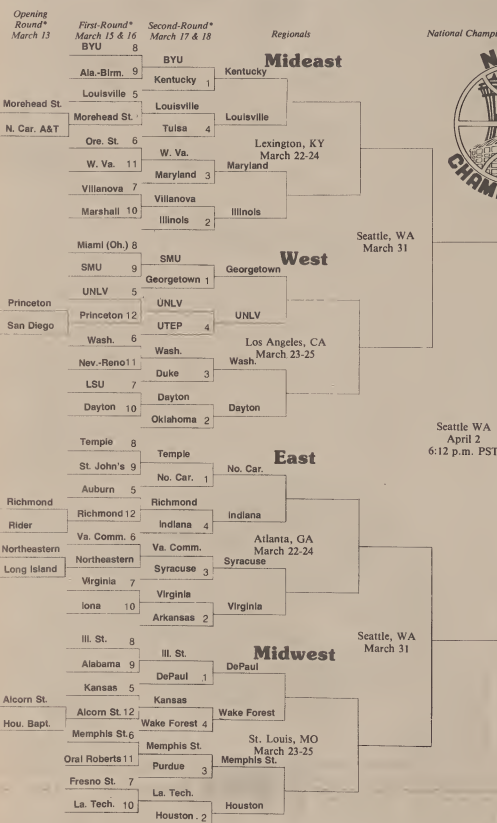 Opening
Round*
March 13
First-Round*
March 15 & 16
Second-Round*
March 17 & 18
Regionals
National Champi
Mideast
BYU 8
Ala.-Birm. 9
Louisville 5
Morehead St.
Ore. St. 6
W. Va. 11
Villanova 7
Marshall 10
Morehead St.
N. Car. A&T
BYU
Kentucky 1
Louisville
Tulsa 4
W. Va.
Maryland 3
Villanova
Illinois 2
Kentucky
Louisville
Lexington, KY
March 22-24
Maryland
Illinois
CHAM
Seattle, WA
March 31
West
Miami (Oh.) 8
SMU 9
UNLV 5
Princeton 12
Wash. 6
Nev.-Reno 11
LSU 7
Dayton 10
Princeton
San Diego
SMU
Georgetown 1
UNLV
UTEP 4
Wash.
Duke 3
Dayton
Oklahoma 2
Georgetown
UNLV
Los Angeles, CA
March 23-25
Wash.
Dayton
Seattle WA
April 2
6:12 p.m. PST
East
Temple 8
St. John's 9
Auburn 5
Richmond 12
Va. Comm. 6
Northeastern
Virginia 7
Iona 10
Richmond
Rider
Northeastern
Long Island
Temple
No. Car. 1
Richmond
Indiana 4
Va. Comm.
Syracuse 3
Virginia
Arkansas 2
No. Car.
Indiana
Atlanta, GA
March 22-24
Syracuse
Virginia
Seattle, WA
March 31
Midwest
Ill. St. 8
Alabama 9
Kansas 5
Alcorn St. 12
Memphis St. 6
Oral Roberts 11
Fresno St. 7
La. Tech. 10
Alcorn St.
Hou. Bapt.
Ill. St.
DePaul 1
Kansas
Wake Forest 4
Memphis St.
Purdue 3
La. Tech.
Houston 2
DePaul
Wake Forest
St. Louis, MO
March 23-25
Memphis St.
Houston